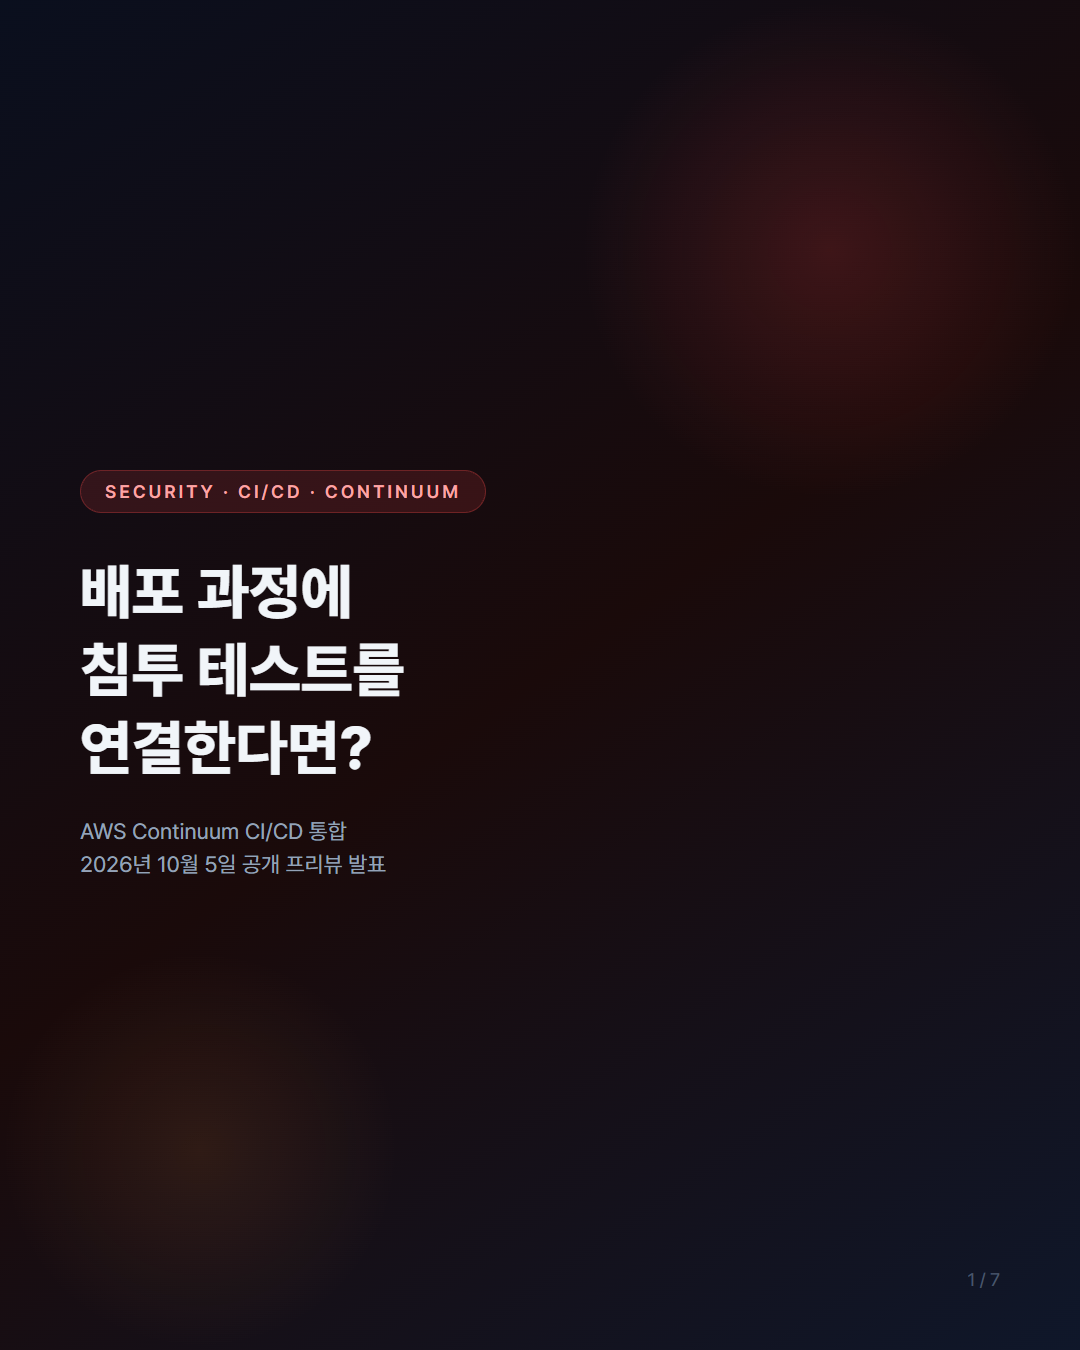 SECURITY · CI/CD · CONTINUUM
배포 과정에
침투 테스트를
연결한다면?
AWS Continuum CI/CD 통합
2026년 10월 5일 공개 프리뷰 발표
1 / 7